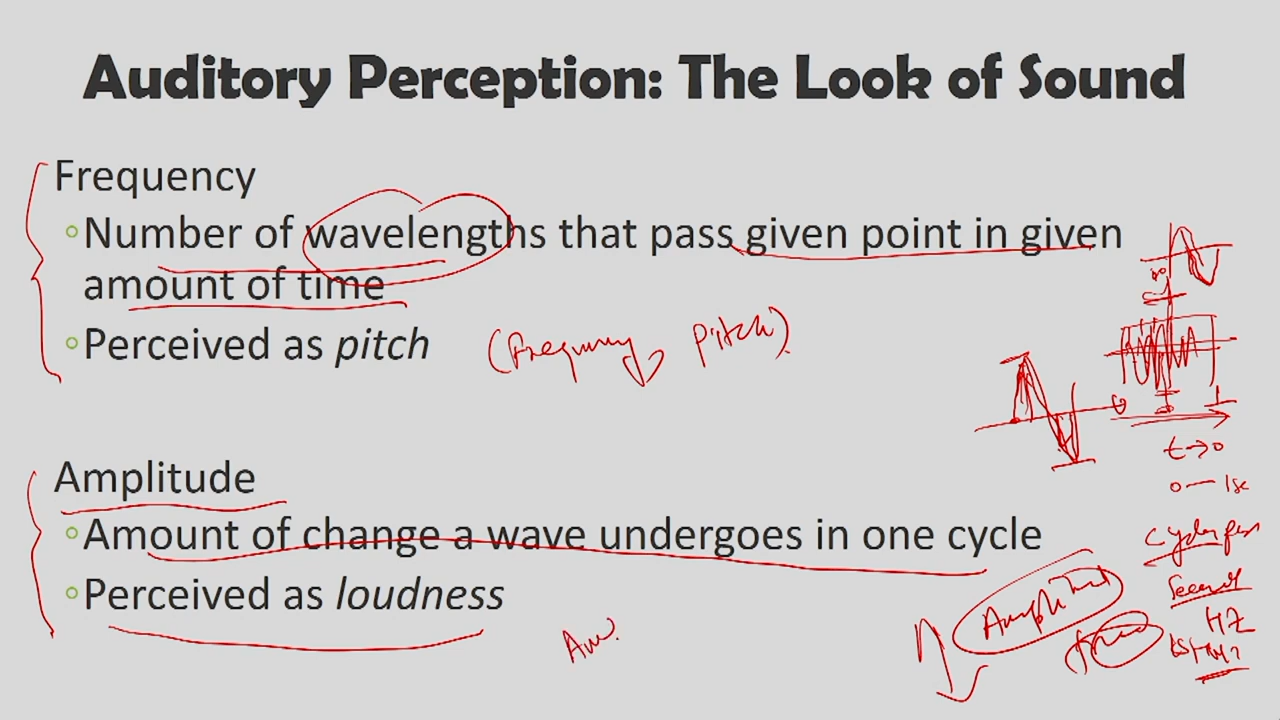 Auditory Perception: The Look of Sound
Frequency
Number of wavelengths that pass given point in given
amount of time
Perceived as pitch
(Frequency Pitch)
t→0
0 — 1sec
Amplitude
Amount of change a wave undergoes in one cycle
Cycles per
Second
HZ
Perceived as loudness
Amplitud
Am.